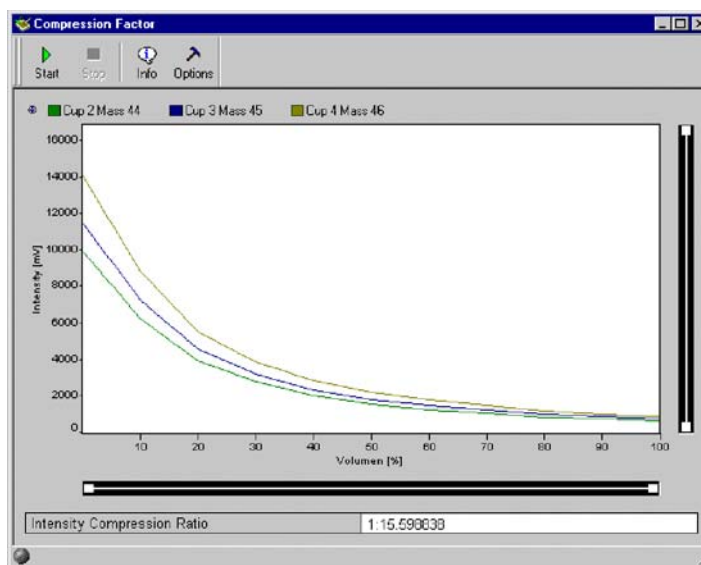 Compression Factor
Start Stop Info Options
Cup 2 Mass 44 Cup 3 Mass 45 Cup 4 Mass 46
16000
14000
12000
10000
8000
6000
4000
2000
0
Intensity [mV]
10 20 30 40 50 60 70 80 90 100
Volumen [%]
Intensity Compression Ratio 1:15.598838